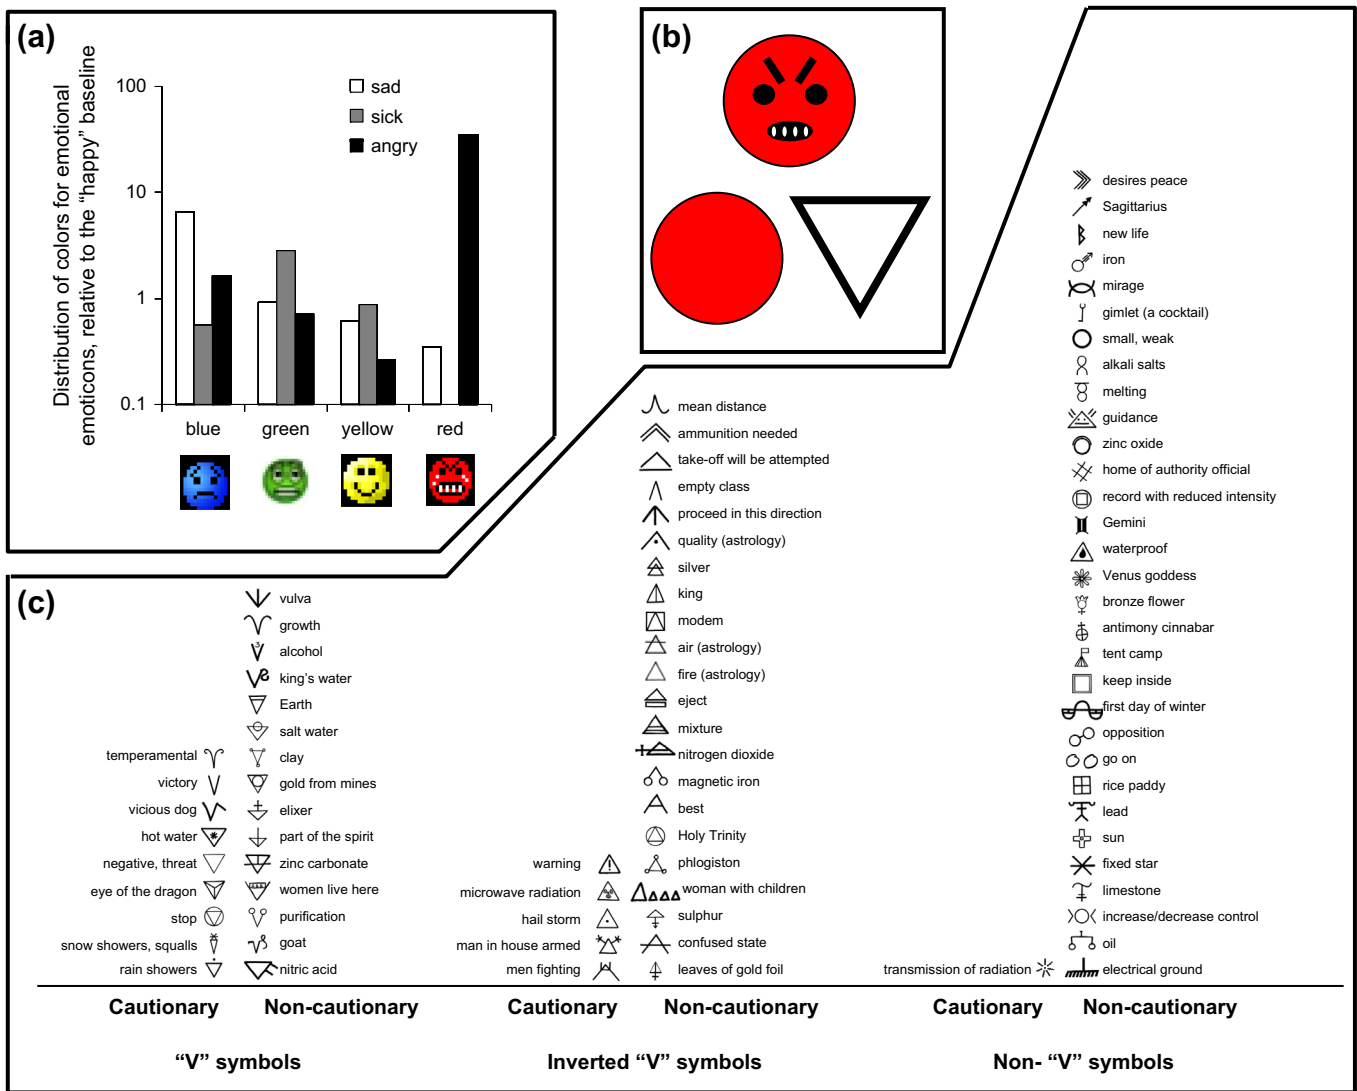 (a)
Distribution of colors for emotional
emoticons, relative to the “happy” baseline
100
10
1
0.1
sad
sick
angry
blue
green
yellow
red
(b)
(c)
temperamental
victory
vicious dog
hot water
negative, threat
eye of the dragon
stop
snow showers, squalls
rain showers
vulva
growth
3
alcohol
king’s water
Earth
salt water
clay
gold from mines
elixer
part of the spirit
zinc carbonate
women live here
purification
goat
nitric acid
warning
microwave radiation
hail storm
man in house armed
men fighting
mean distance
ammunition needed
take-off will be attempted
empty class
proceed in this direction
quality (astrology)
silver
king
modem
air (astrology)
fire (astrology)
eject
mixture
nitrogen dioxide
magnetic iron
best
Holy Trinity
phlogiston
woman with children
sulphur
confused state
leaves of gold foil
transmission of radiation
desires peace
Sagittarius
new life
iron
mirage
gimlet (a cocktail)
small, weak
alkali salts
melting
guidance
zinc oxide
home of authority official
record with reduced intensity
Gemini
waterproof
Venus goddess
bronze flower
antimony cinnabar
tent camp
keep inside
first day of winter
opposition
go on
rice paddy
lead
sun
fixed star
limestone
increase/decrease control
oil
electrical ground
Cautionary
Non-cautionary
Cautionary
Non-cautionary
Cautionary
Non-cautionary
“V” symbols
Inverted “V” symbols
Non- “V” symbols